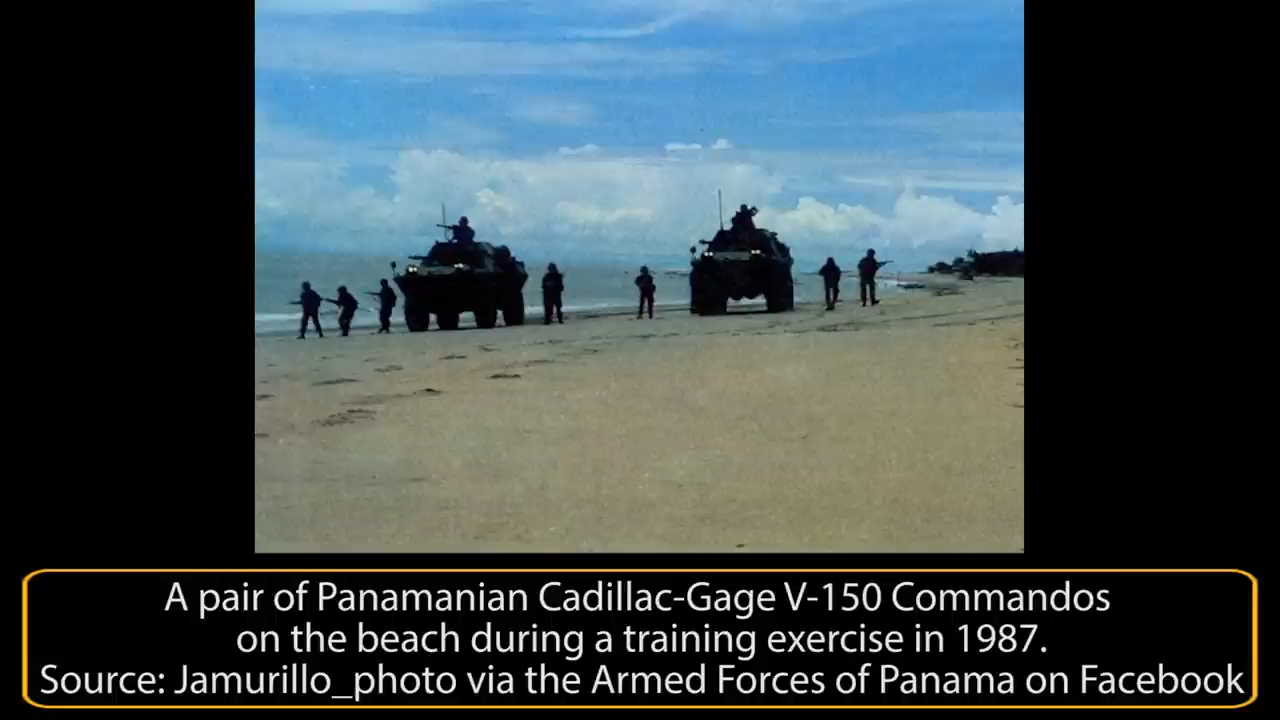 A pair of Panamanian Cadillac-Gage V-150 Commandos
on the beach during a training exercise in 1987.
Source: Jamurillo_photo via the Armed Forces of Panama on Facebook